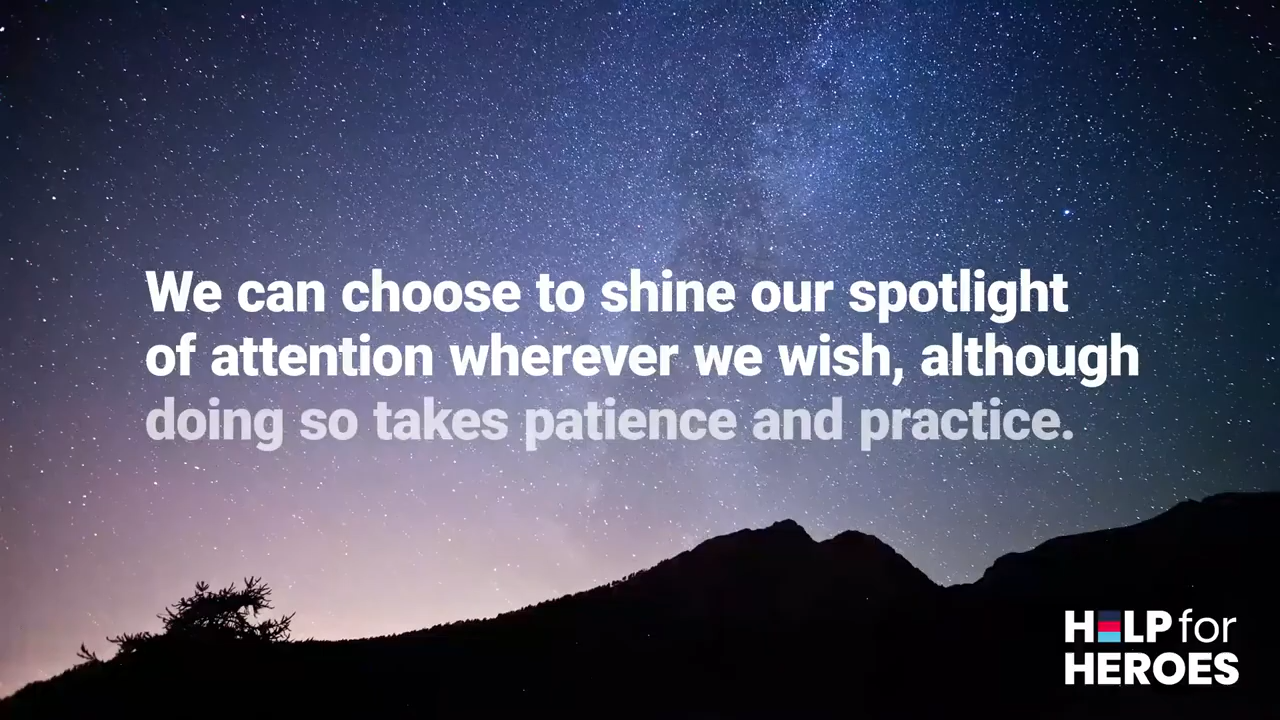 We can choose to shine our spotlight
of attention wherever we wish, although
doing so takes patience and practice.
HELP for
HEROES